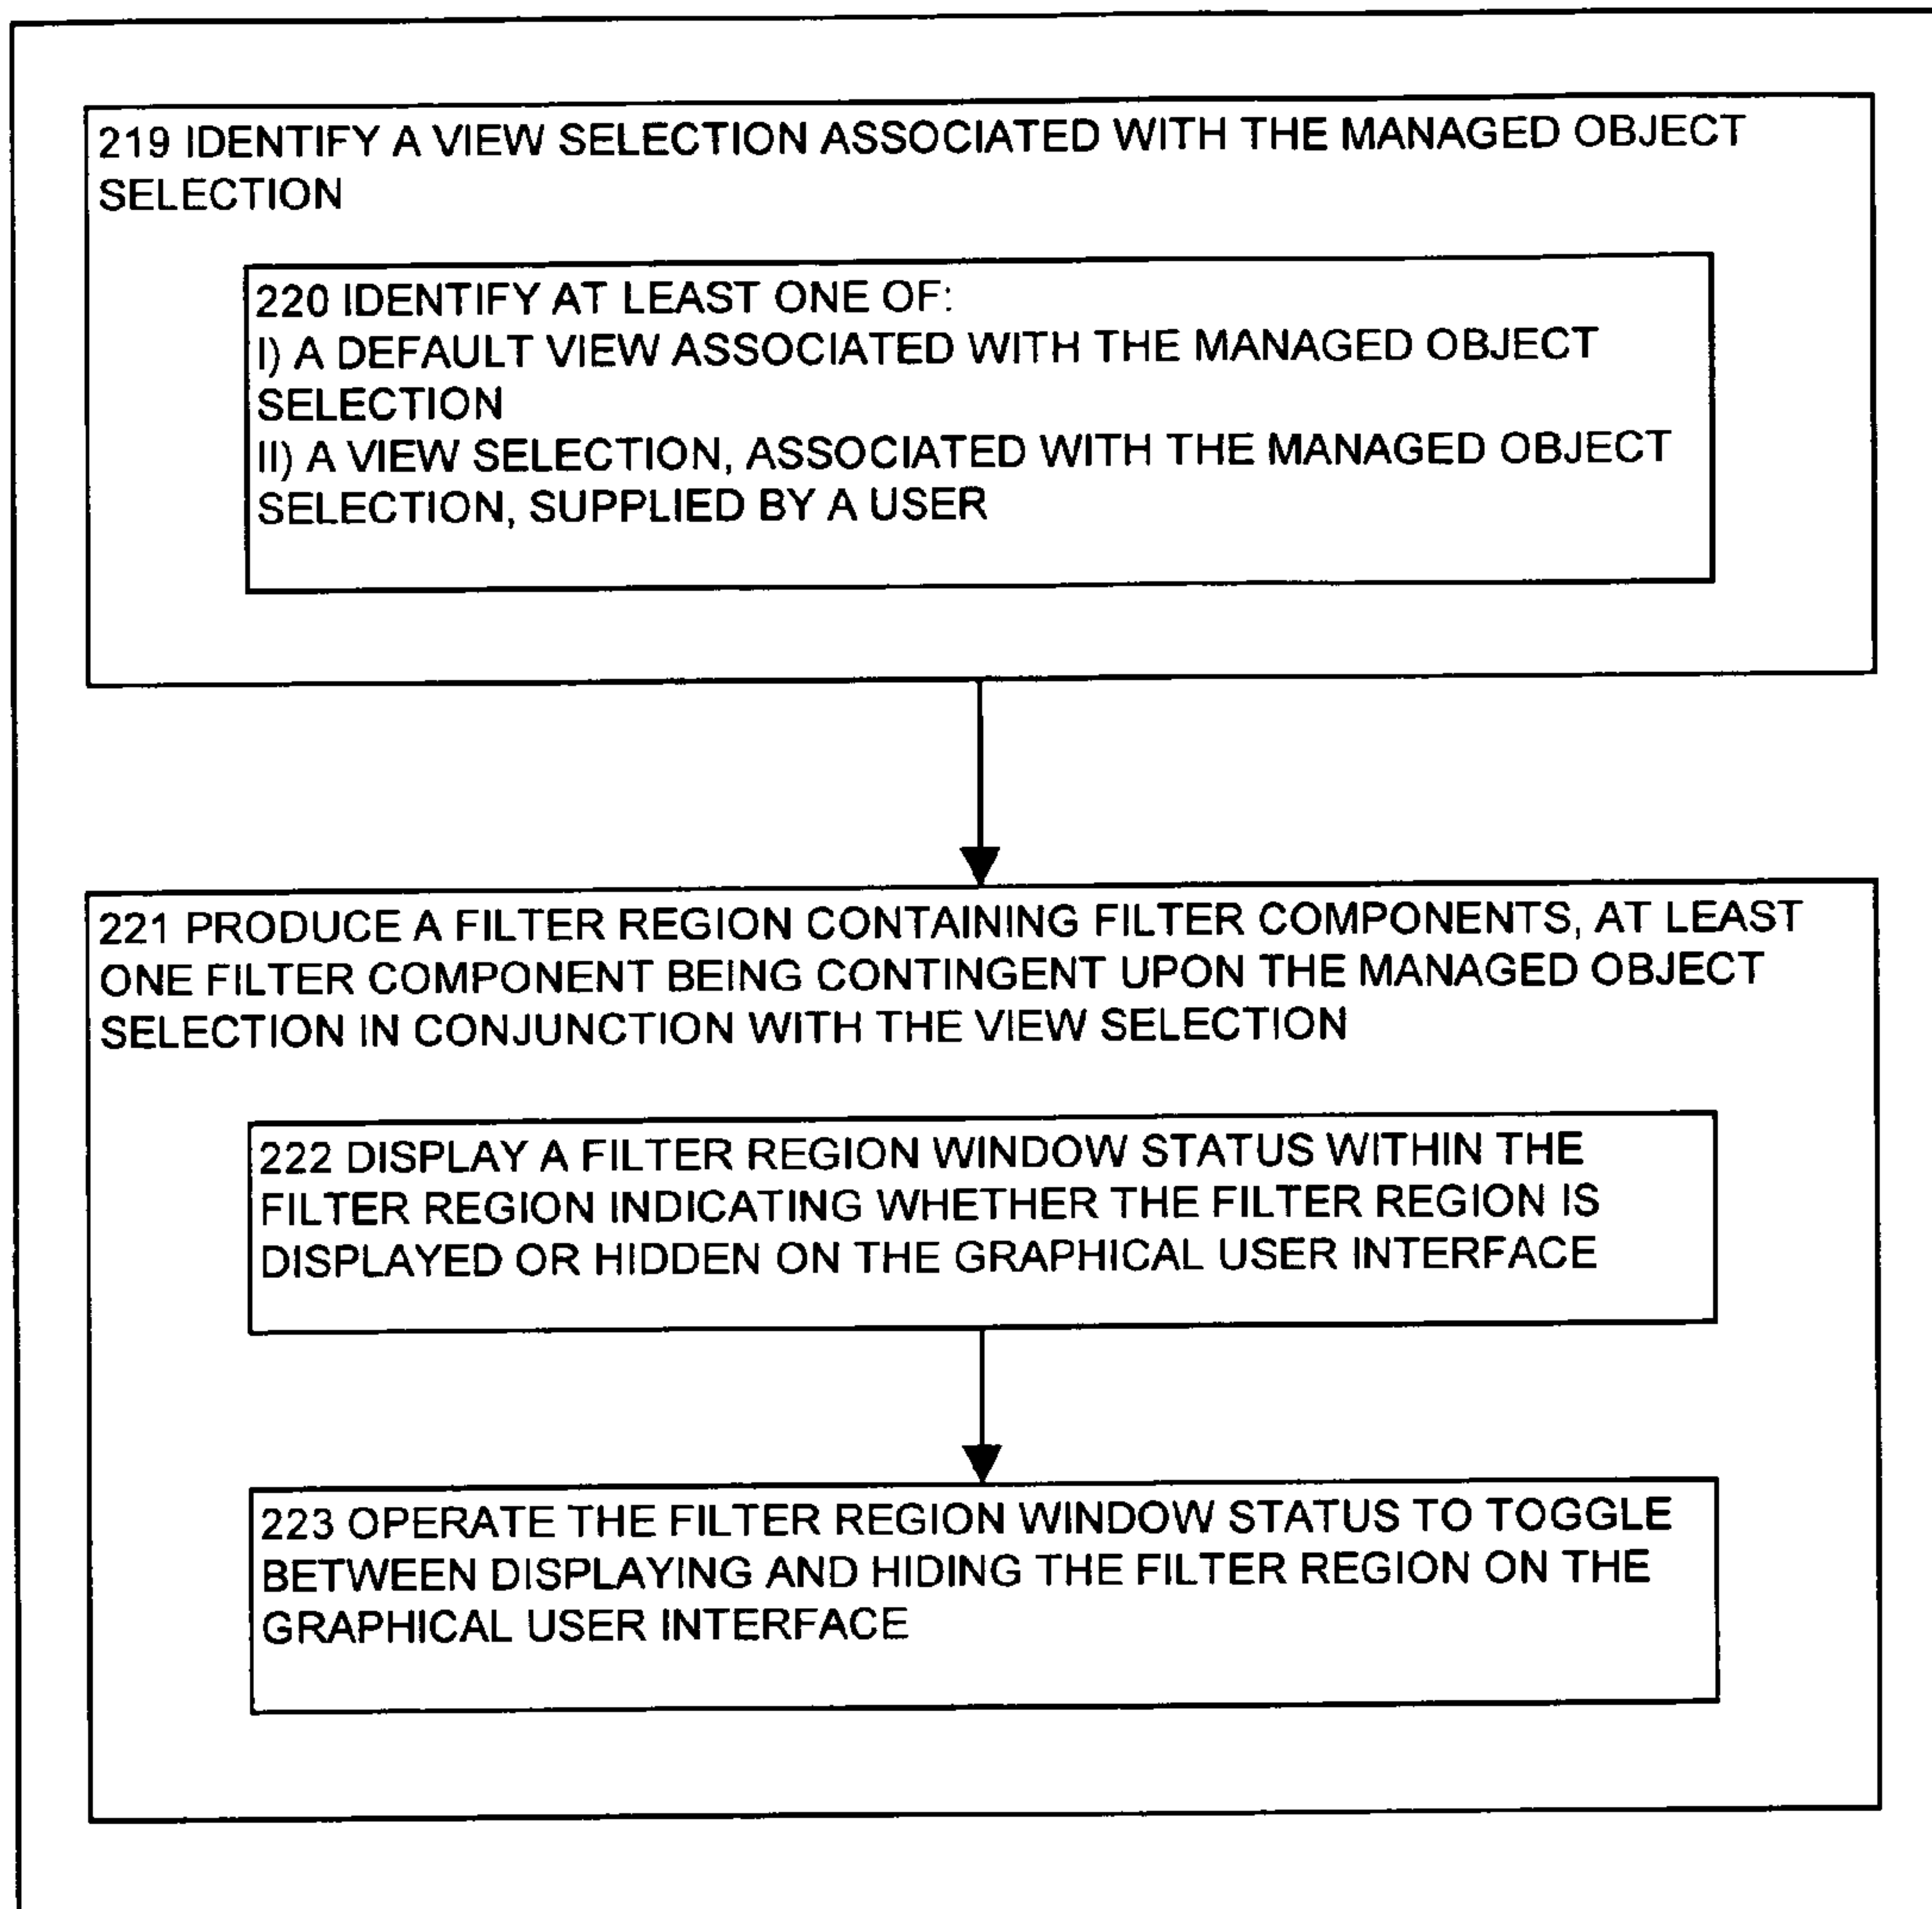 219 IDENTIFY A VIEW SELECTION ASSOCIATED WITH THE MANAGED OBJECT
SELECTION
220 IDENTIFY AT LEAST ONE OF:
I) A DEFAULT VIEW ASSOCIATED WITH THE MANAGED OBJECT
SELECTION
II) A VIEW SELECTION, ASSOCIATED WITH THE MANAGED OBJECT
SELECTION, SUPPLIED BY A USER
221 PRODUCE A FILTER REGION CONTAINING FILTER COMPONENTS, AT LEAST
ONE FILTER COMPONENT BEING CONTINGENT UPON THE MANAGED OBJECT
SELECTION IN CONJUNCTION WITH THE VIEW SELECTION
222 DISPLAY A FILTER REGION WINDOW STATUS WITHIN THE
FILTER REGION INDICATING WHETHER THE FILTER REGION IS
DISPLAYED OR HIDDEN ON THE GRAPHICAL USER INTERFACE
223 OPERATE THE FILTER REGION WINDOW STATUS TO TOGGLE
BETWEEN DISPLAYING AND HIDING THE FILTER REGION ON THE
GRAPHICAL USER INTERFACE